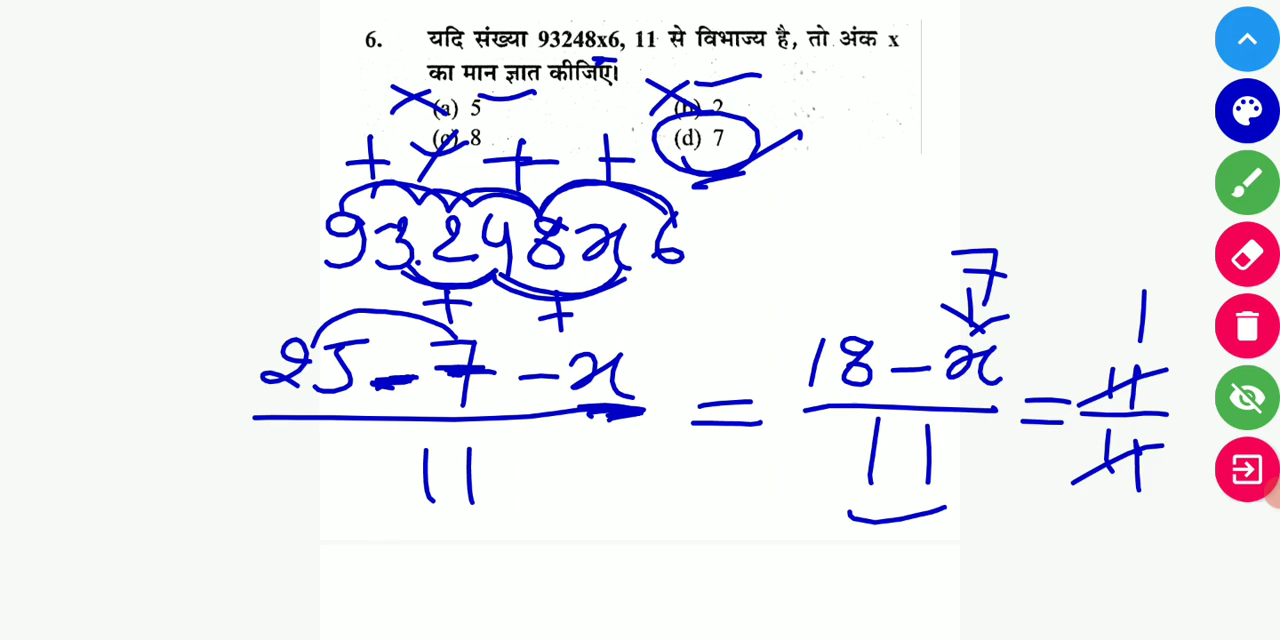 6. यदि संख्या 93248x6, 11 से विभाज्य है, तो अंक x
का मान ज्ञात कीजिए।
(a) 5 (b) 2
(c) 8 (d) 7
+ + +
93248x6
+ +
7
25 - 7 - x / 11 = 18 - x / 11 = 11 / 11
1